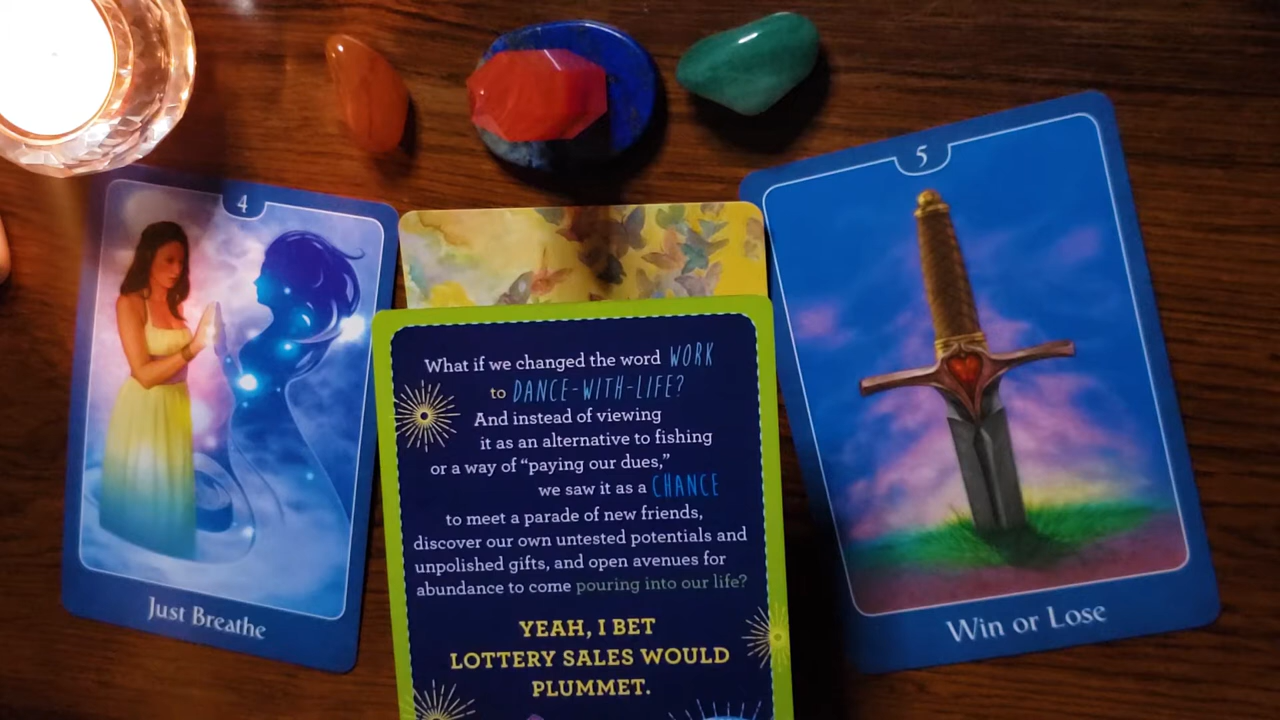 4
Just Breathe
What if we changed the word WORK
to DANCE-WITH-LIFE?
And instead of viewing
it as an alternative to fishing
or a way of “paying our dues,”
we saw it as a CHANCE
to meet a parade of new friends,
discover our own untested potentials and
unpolished gifts, and open avenues for
abundance to come pouring into our life?
YEAH, I BET
LOTTERY SALES WOULD
PLUMMET.
5
Win or Lose